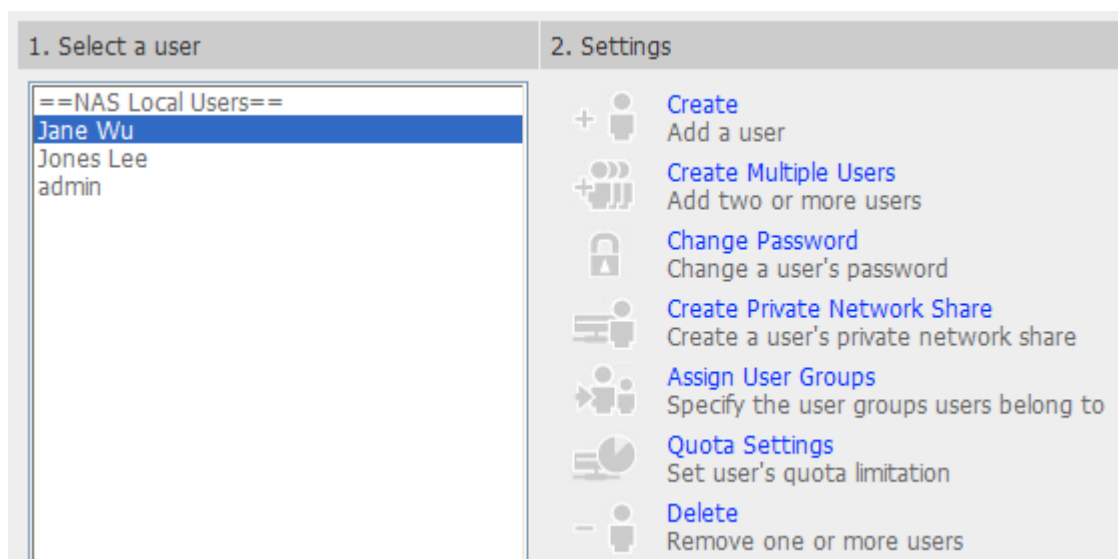 1. Select a user
==NAS Local Users==
Jane Wu
Jones Lee
admin
2. Settings
Create
Add a user
Create Multiple Users
Add two or more users
Change Password
Change a user's password
Create Private Network Share
Create a user's private network share
Assign User Groups
Specify the user groups users belong to
Quota Settings
Set user's quota limitation
Delete
Remove one or more users